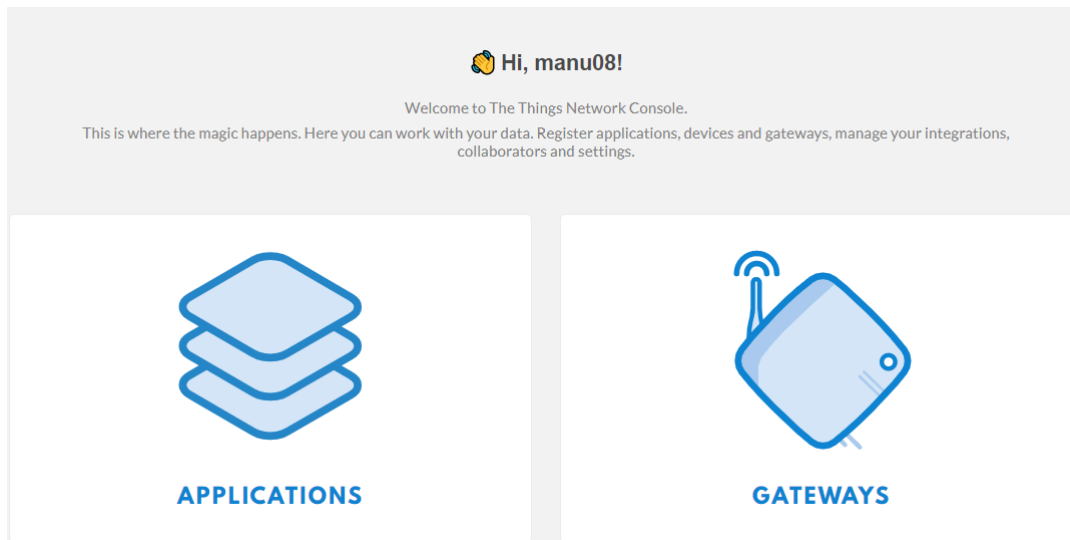 👋 Hi, manu08!
Welcome to The Things Network Console.
This is where the magic happens. Here you can work with your data. Register applications, devices and gateways, manage your integrations,
collaborators and settings.
APPLICATIONS
GATEWAYS